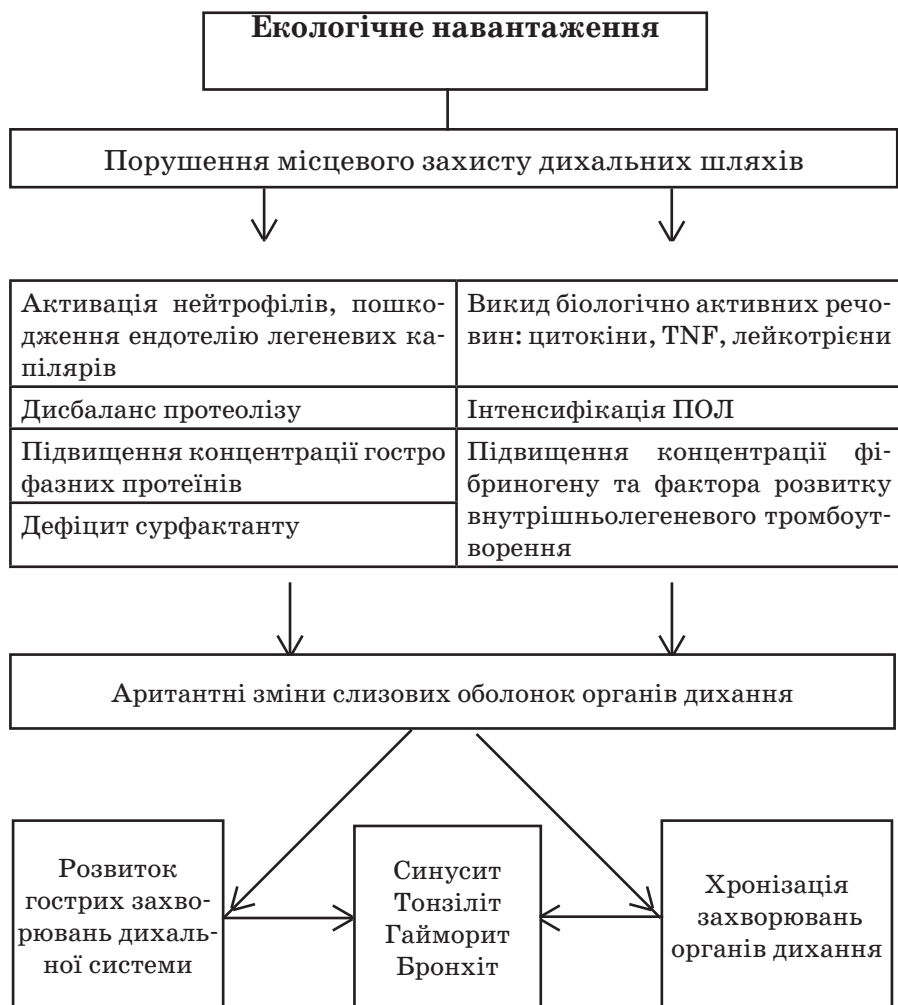 Екологічне навантаження
Порушення місцевого захисту дихальних шляхів
Активація нейтрофілів, пошко-
дження ендотелію легеневих ка-
пілярів
Викид біологічно активних речо-
вин: цитокіни, TNF, лейкотрієни
Дисбаланс протеолізу
Інтенсифікація ПОЛ
Підвищення концентрації гостро
фазних протеїнів
Дефіцит сурфактанту
Підвищення концентрації фі-
бриногену та фактора розвитку
внутрішньолегеневого тромбоут-
ворення
Аритантні зміни слизових оболонок органів дихання
Розвиток
гострих захво-
рювань дихаль-
ної системи
Синусит
Тонзіліт
Гайморит
Бронхіт
Хронізація
захворювань
органів дихання